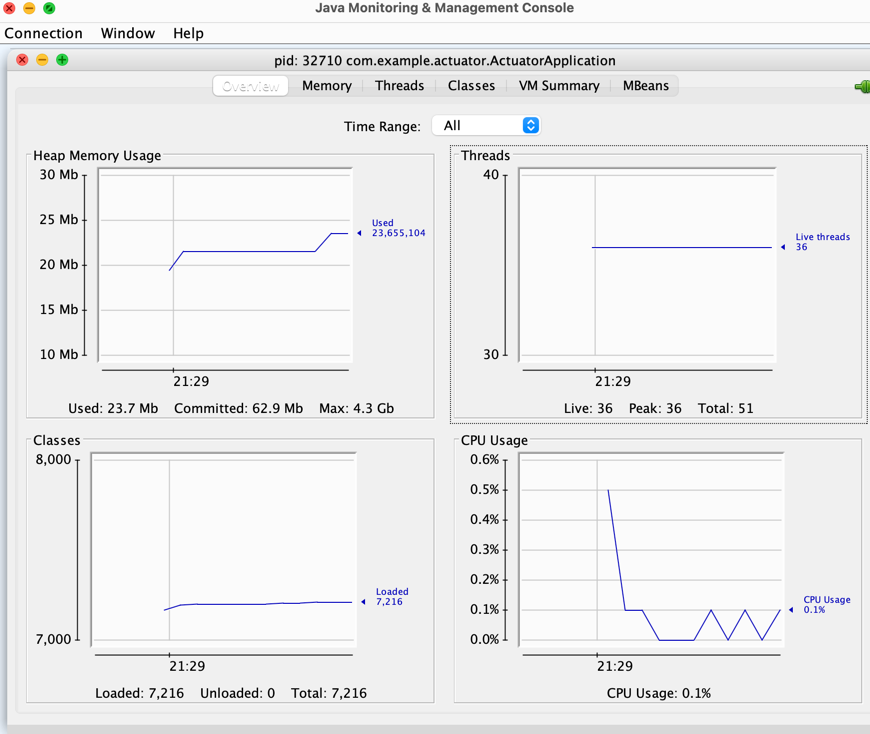 Java Monitoring & Management Console
Connection Window Help
pid: 32710 com.example.actuator.ActuatorApplication
Overview Memory Threads Classes VM Summary MBeans
Time Range: All
Heap Memory Usage
30 Mb
25 Mb
20 Mb
15 Mb
10 Mb
Used
23,655,104
21:29
Used: 23.7 Mb Committed: 62.9 Mb Max: 4.3 Gb
Threads
40
30
Live threads
36
21:29
Live: 36 Peak: 36 Total: 51
Classes
8,000
7,000
Loaded
7,216
21:29
Loaded: 7,216 Unloaded: 0 Total: 7,216
CPU Usage
0.6%
0.5%
0.4%
0.3%
0.2%
0.1%
0.0%
CPU Usage
0.1%
21:29
CPU Usage: 0.1%